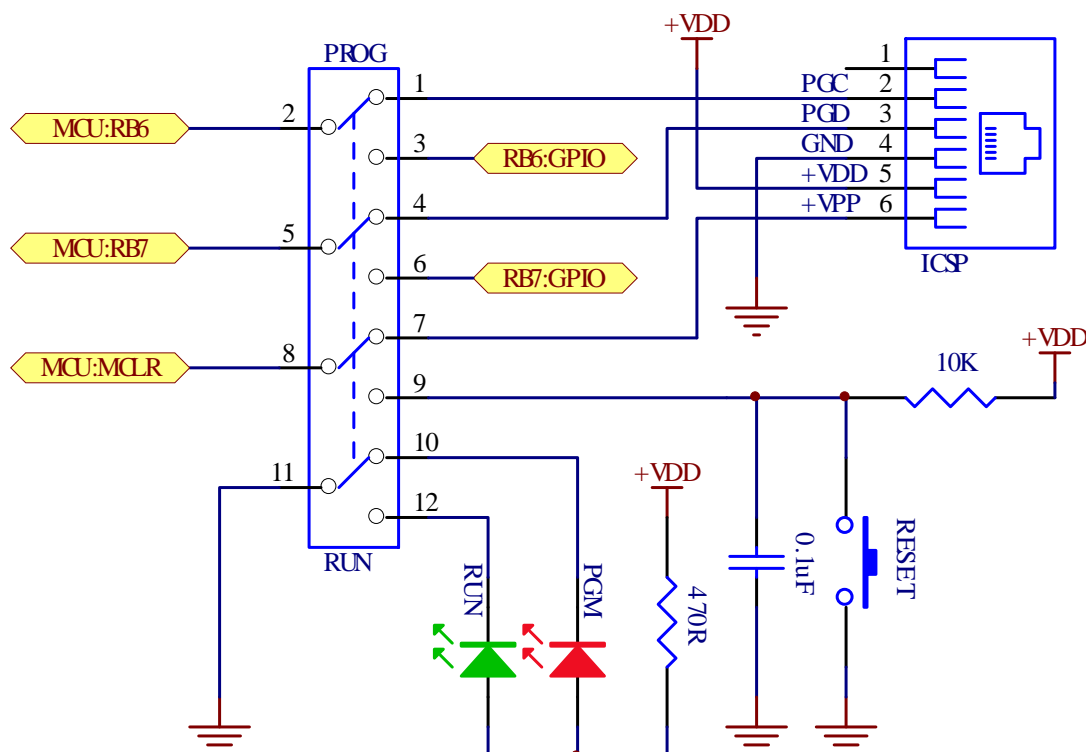 +VDD
PROG
1
1
PGC
2
2
MCU:RB6
PGD
3
3
RB6:GPIO
GND
4
+VDD
5
4
+VPP
6
5
MCU:RB7
ICSP
6
RB7:GPIO
7
+VDD
8
MCU:MCLR
10K
9
10
+VDD
11
12
RUN
RESET
0.1uF
RUN
PGM
470R